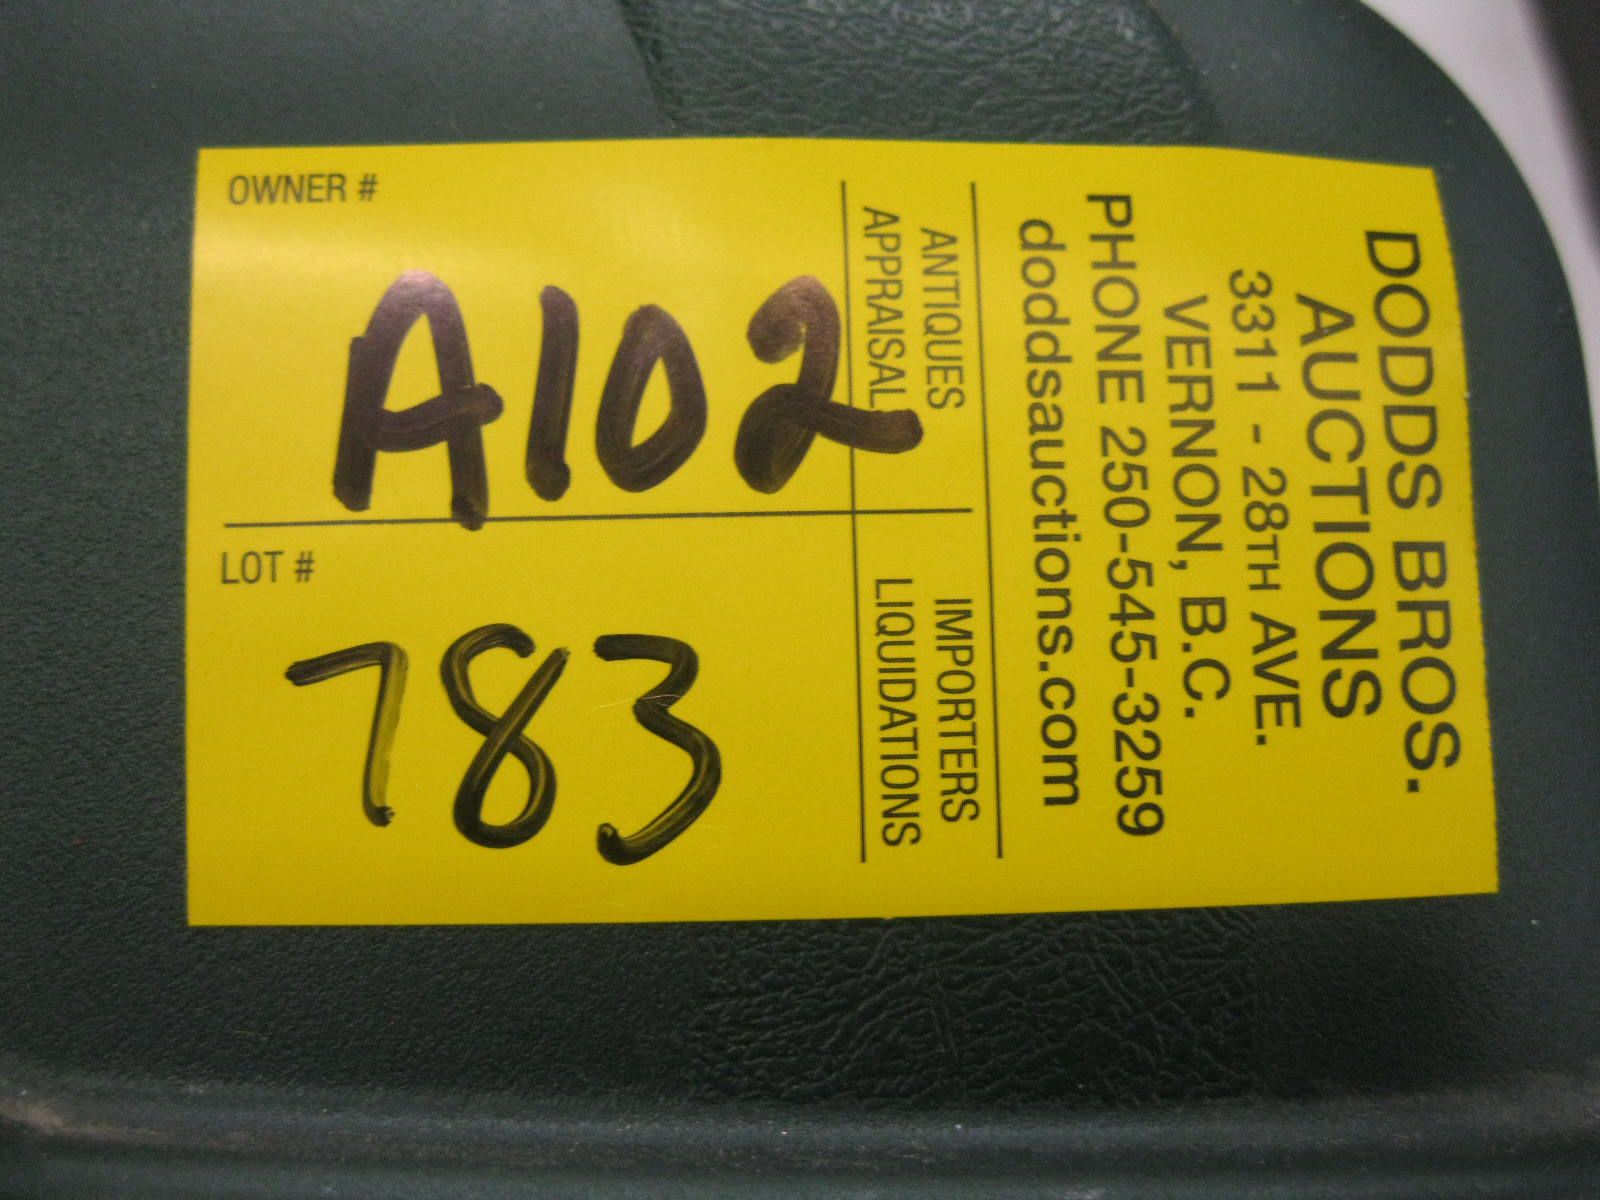 DODDS BROS.
AUCTIONS
3311 - 28TH AVE.
VERNON, B.C.
PHONE 250-545-3259
doddsauctions.com
ANTIQUES
APPRAISAL
IMPORTERS
LIQUIDATIONS
OWNER #
A102
LOT #
783